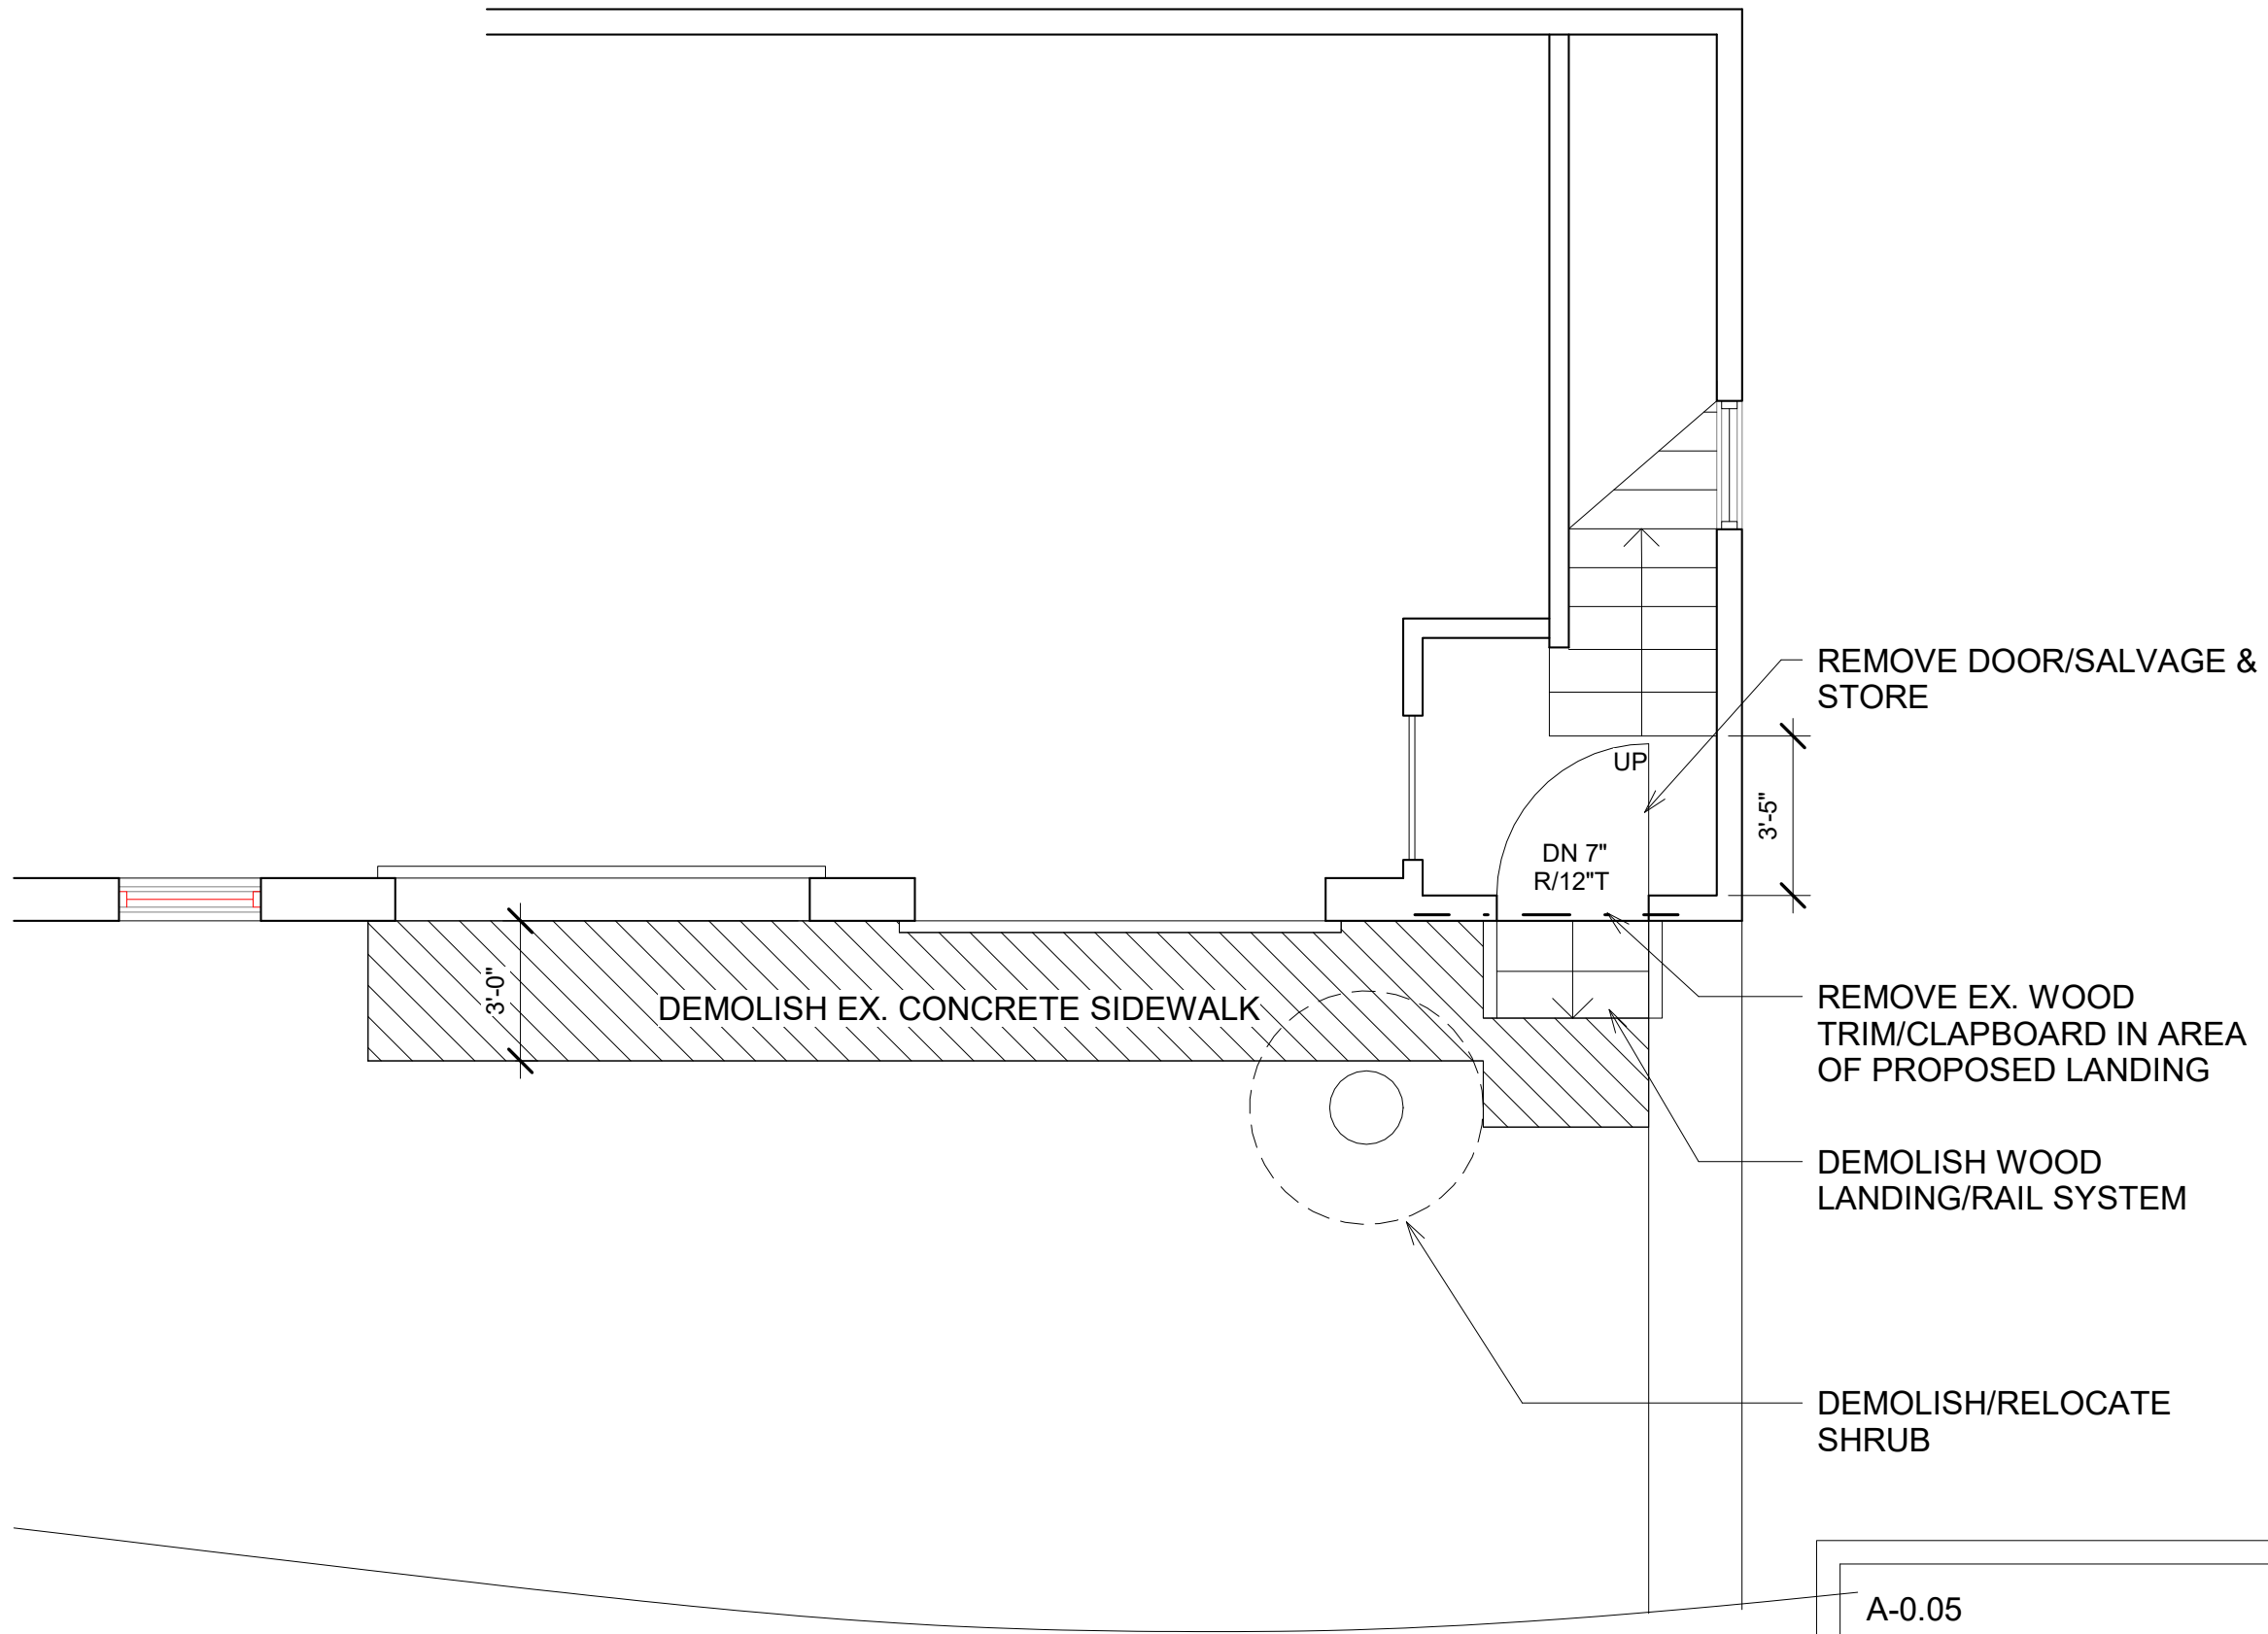 REMOVE DOOR/SALVAGE &
STORE
UP
3'-5"
DN 7"
R/12"T
3'-0"
DEMOLISH EX. CONCRETE SIDEWALK
REMOVE EX. WOOD
TRIM/CLAPBOARD IN AREA
OF PROPOSED LANDING
DEMOLISH WOOD
LANDING/RAIL SYSTEM
DEMOLISH/RELOCATE
SHRUB
A-0.05